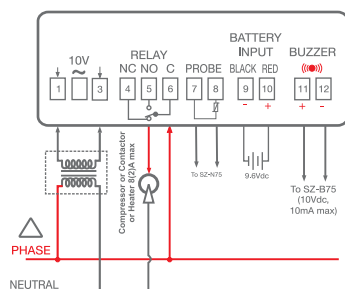 10V
RELAY
NC NO C
PROBE
BATTERY
INPUT
BLACK RED
BUZZER
1 ~ 3 4 5 6 7 8 9 10 11 12
- + + -
Compressor or Contactor
or Heater 8(2)A max
To SZ-N75
9.6Vdc
To SZ-B75
(10Vdc,
10mA max)
PHASE
NEUTRAL